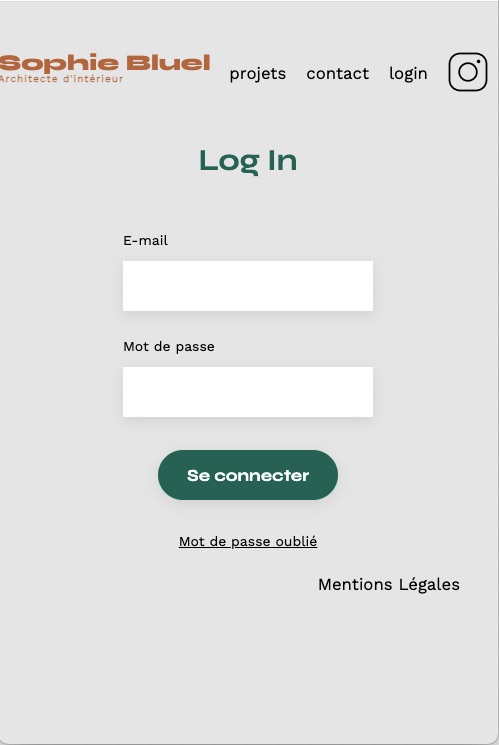 Sophie Bluel
Architecte d'intérieur
projets contact login
Log In
E-mail
Mot de passe
Se connecter
Mot de passe oublié
Mentions Légales